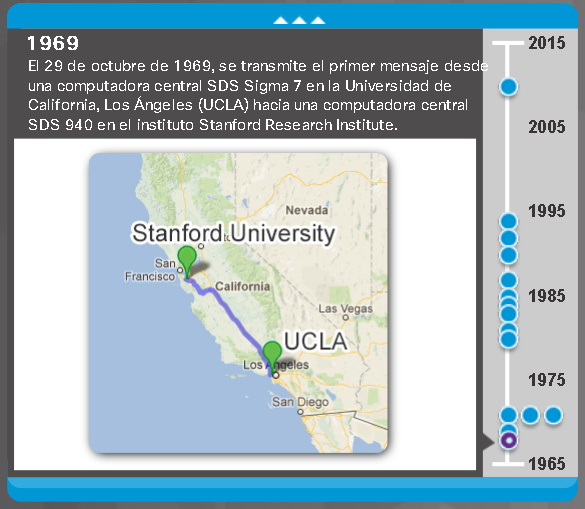 1969
El 29 de octubre de 1969, se transmite el primer mensaje desde
una computadora central SDS Sigma 7 en la Universidad de
California, Los Ángeles (UCLA) hacia una computadora central
SDS 940 en el instituto Stanford Research Institute.
Nevada
Stanford University
San
Francisco
California
Las Vegas
UCLA
Los Angeles
San Diego
2015
2005
1995
1985
1975
1965